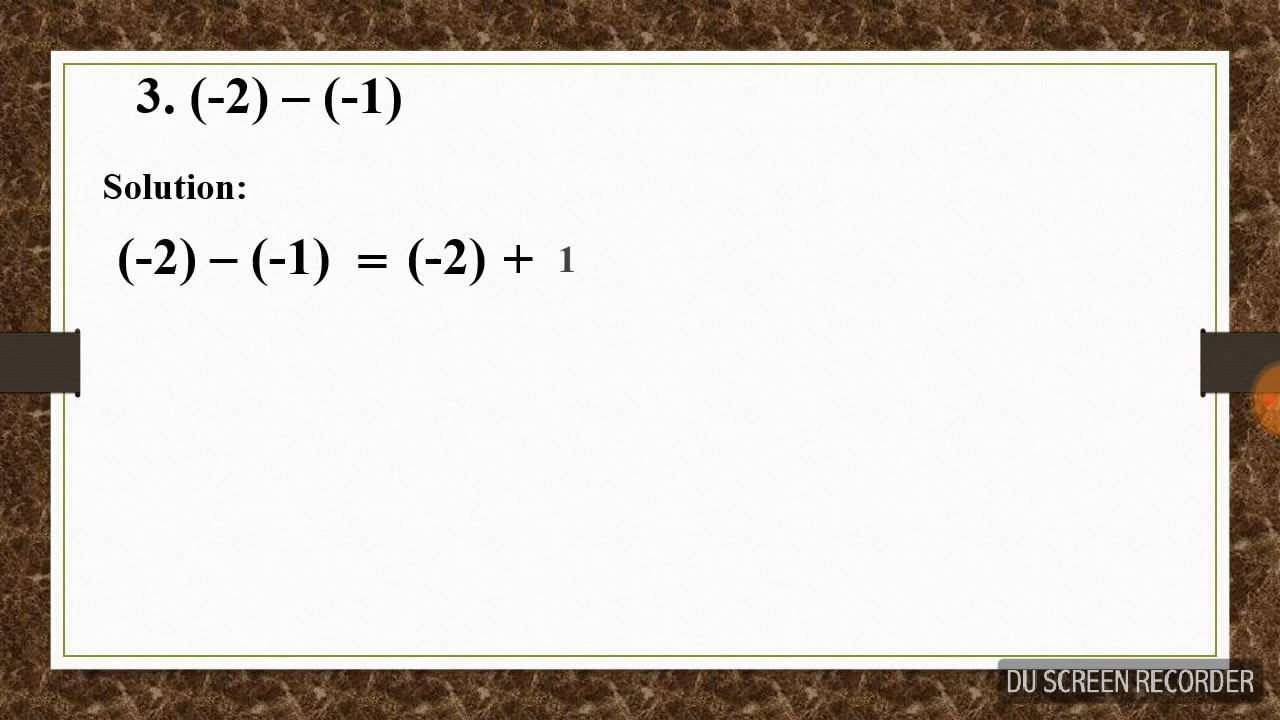 3. (-2) – (-1)
Solution:
(-2) – (-1) = (-2) + 1
DU SCREEN RECORDER